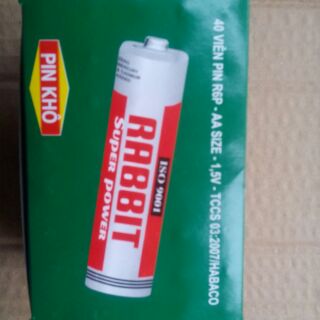 PIN KHÔ
RABBIT
SUPER POWER
ISO 9001
40 VIÊN PIN R6P - AA SIZE - 1,5V - TCCS 03:2007/HABACO